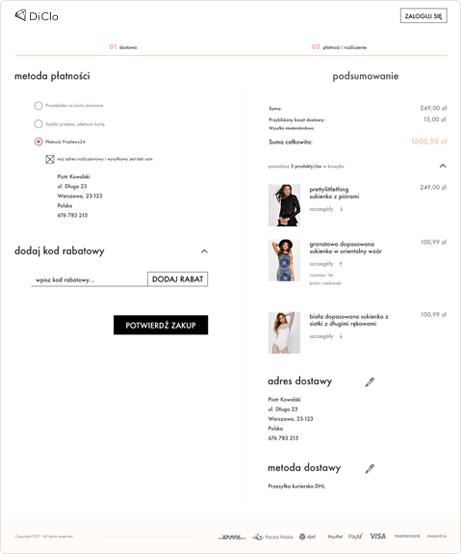 DiClo
ZALOGUJ SIĘ
01 dostawa
02 płatność i rozliczenie
metoda płatności
Przedpłata na konto bankowe
Szybki przelew, płatność kartą
Płatność Przelewy24
mój adres rozliczeniowy i wysyłkowy jest taki sam
Piotr Kowalski
ul. Długa 23
Warszawa, 23-123
Polska
676 783 215
dodaj kod rabatowy
wpisz kod rabatowy...
DODAJ RABAT
POTWIERDŹ ZAKUP
podsumowanie
Suma: 249,00 zł
Przybliżony koszt dostawy: 15,00 zł
Wysyłka niestandardowa
Suma całkowita: 1605,95 zł
posiadasz 3 produkty/ów w koszyku
prettylittlething 249,00 zł
sukienka z piórami
szczegóły
granatowa dopasowana 100,99 zł
sukienka w orientalny wzór
szczegóły
rozmiar: 36
kolor: niebieski
biała dopasowana sukienka z 100,99 zł
siatki z długimi rękawami
szczegóły
adres dostawy
Piotr Kowalski
ul. Długa 23
Warszawa, 23-123
Polska
676 783 215
metoda dostawy
Przesyłka kurierska DHL
Copyright 2017 - All rights reserved
DHL Poczta Polska dpd PayPal PayU VISA mastercard maestro